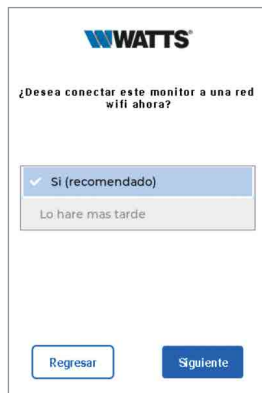 WATTS
¿Desea conectar este monitor a una red
wifi ahora?
Si (recomendado)
Lo hare mas tarde
Regresar
Siguiente